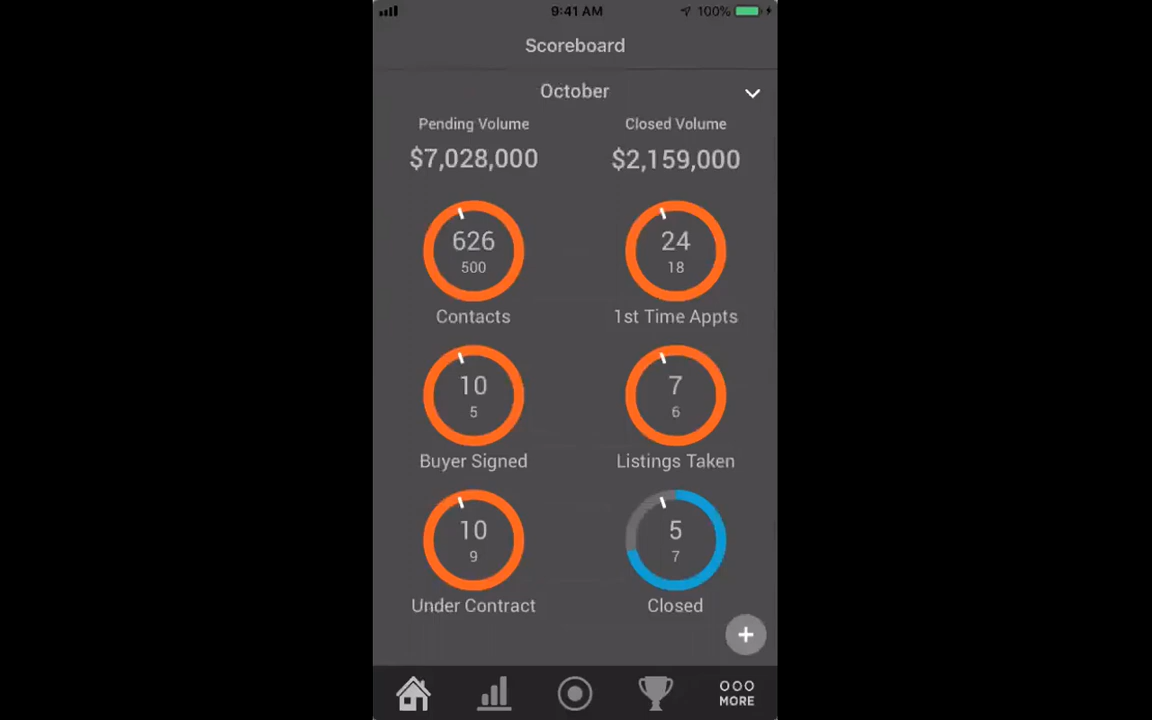 9:41 AM 100%
Scoreboard
October
Pending Volume Closed Volume
$7,028,000 $2,159,000
626 24
500 18
Contacts 1st Time Appts
10 7
5 6
Buyer Signed Listings Taken
10 5
9 7
Under Contract Closed
+
MORE